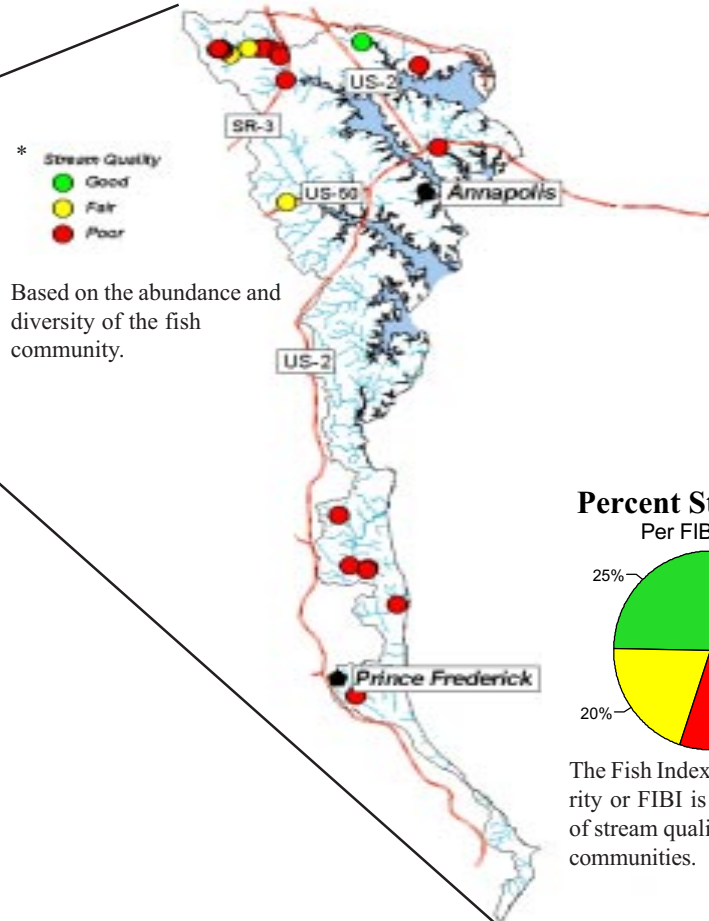 US-2
SR-3
*
Stream Quality
Good
Fair
Poor
US-50
Annapolis
Based on the abundance and
diversity of the fish
community.
US-2
Percent St
Per FIB
25%
20%
Prince Frederick
The Fish Index
rity or FIBI is
of stream quali
communities.